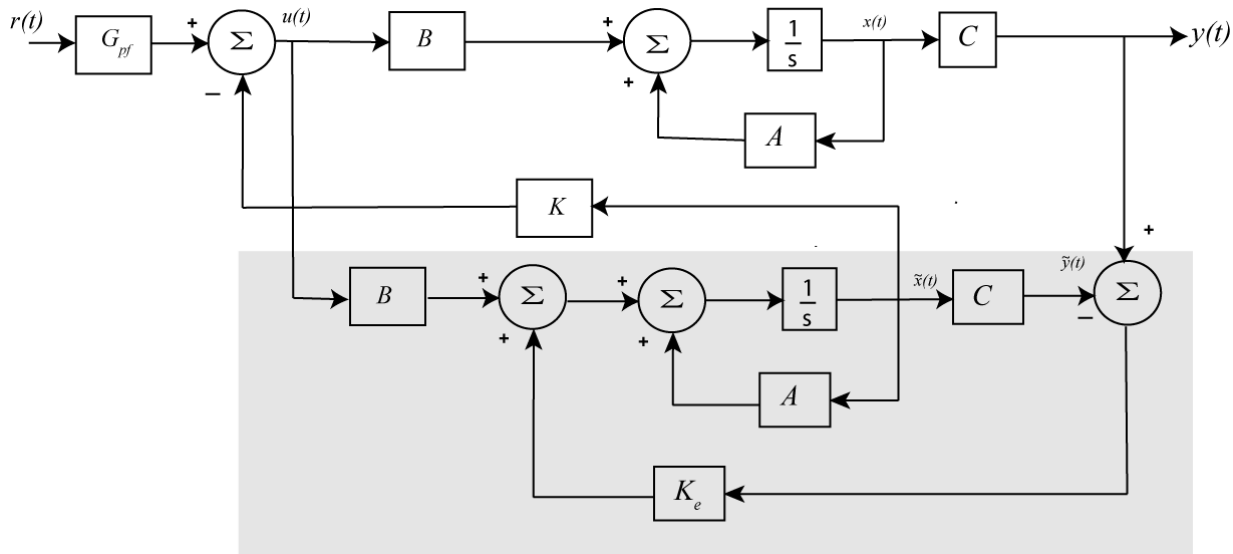 r(t) G_pf + Σ u(t) B + Σ 1/s x(t) C y(t)
− +
A
K
+
B + Σ + Σ 1/s x̃(t) C ỹ(t) − Σ
+ +
A
K_e